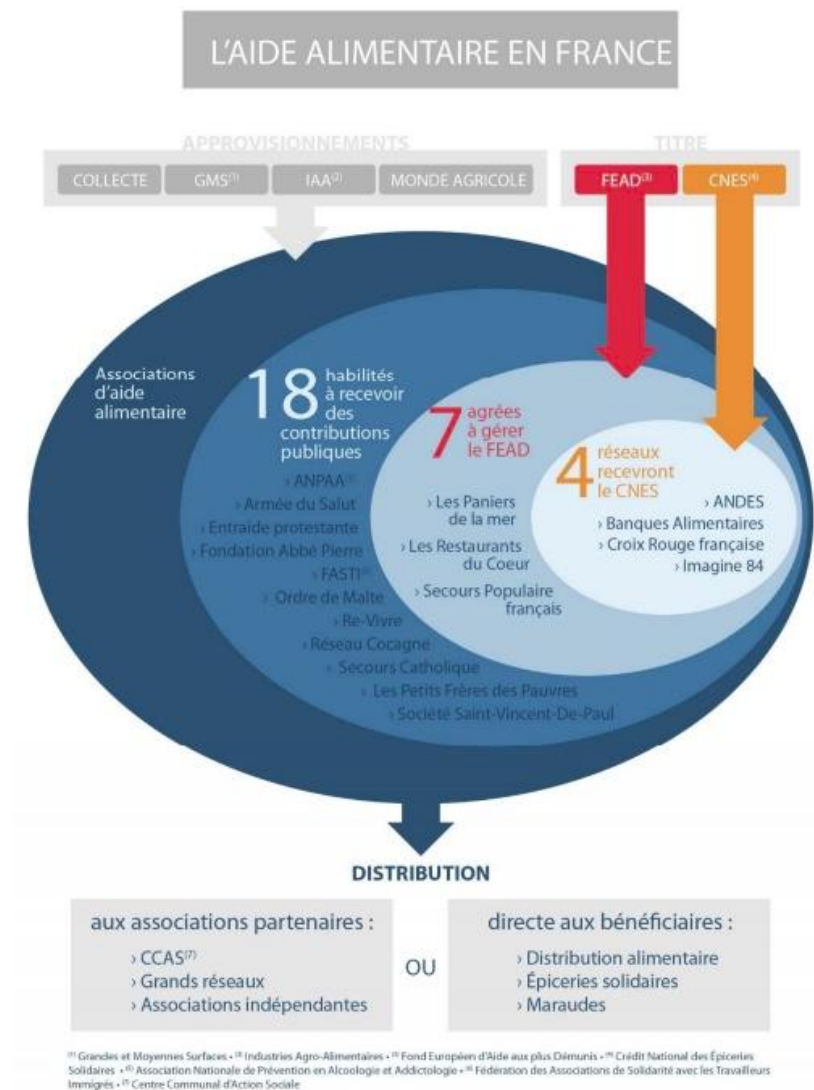 L'AIDE ALIMENTAIRE EN FRANCE
APPROVISIONNEMENTS
TITRE
COLLECTE
GMS⁽¹⁾
IAA⁽²⁾
MONDE AGRICOLE
FEAD⁽³⁾
CNES⁽⁴⁾
Associations
d'aide
alimentaire
18 habilités
à recevoir
des
contributions
publiques
› ANPAA⁽⁵⁾
› Armée du Salut
› Entraide protestante
› Fondation Abbé Pierre
› FASTI⁽⁶⁾
› Ordre de Malte
› Re-Vivre
› Réseau Cocagne
› Secours Catholique
› Les Petits Frères des Pauvres
› Société Saint-Vincent-De-Paul
7 agrées
à gérer
le FEAD
› Les Paniers
de la mer
› Les Restaurants
du Coeur
› Secours Populaire
français
4 réseaux
recevront
le CNES
› ANDES
› Banques Alimentaires
› Croix Rouge française
› Imagine 84
DISTRIBUTION
aux associations partenaires :
› CCAS⁽⁷⁾
› Grands réseaux
› Associations indépendantes
OU
directe aux bénéficiaires :
› Distribution alimentaire
› Épiceries solidaires
› Maraudes
⁽¹⁾ Grandes et Moyennes Surfaces • ⁽²⁾ Industries Agro-Alimentaires • ⁽³⁾ Fond Européen d'Aide aux plus Démunis • ⁽⁴⁾ Crédit National des Épiceries
Solidaires • ⁽⁵⁾ Association Nationale de Prévention en Alcoologie et Addictologie • ⁽⁶⁾ Fédération des Associations de Solidarité avec les Travailleurs
Immigrés • ⁽⁷⁾ Centre Communal d'Action Sociale